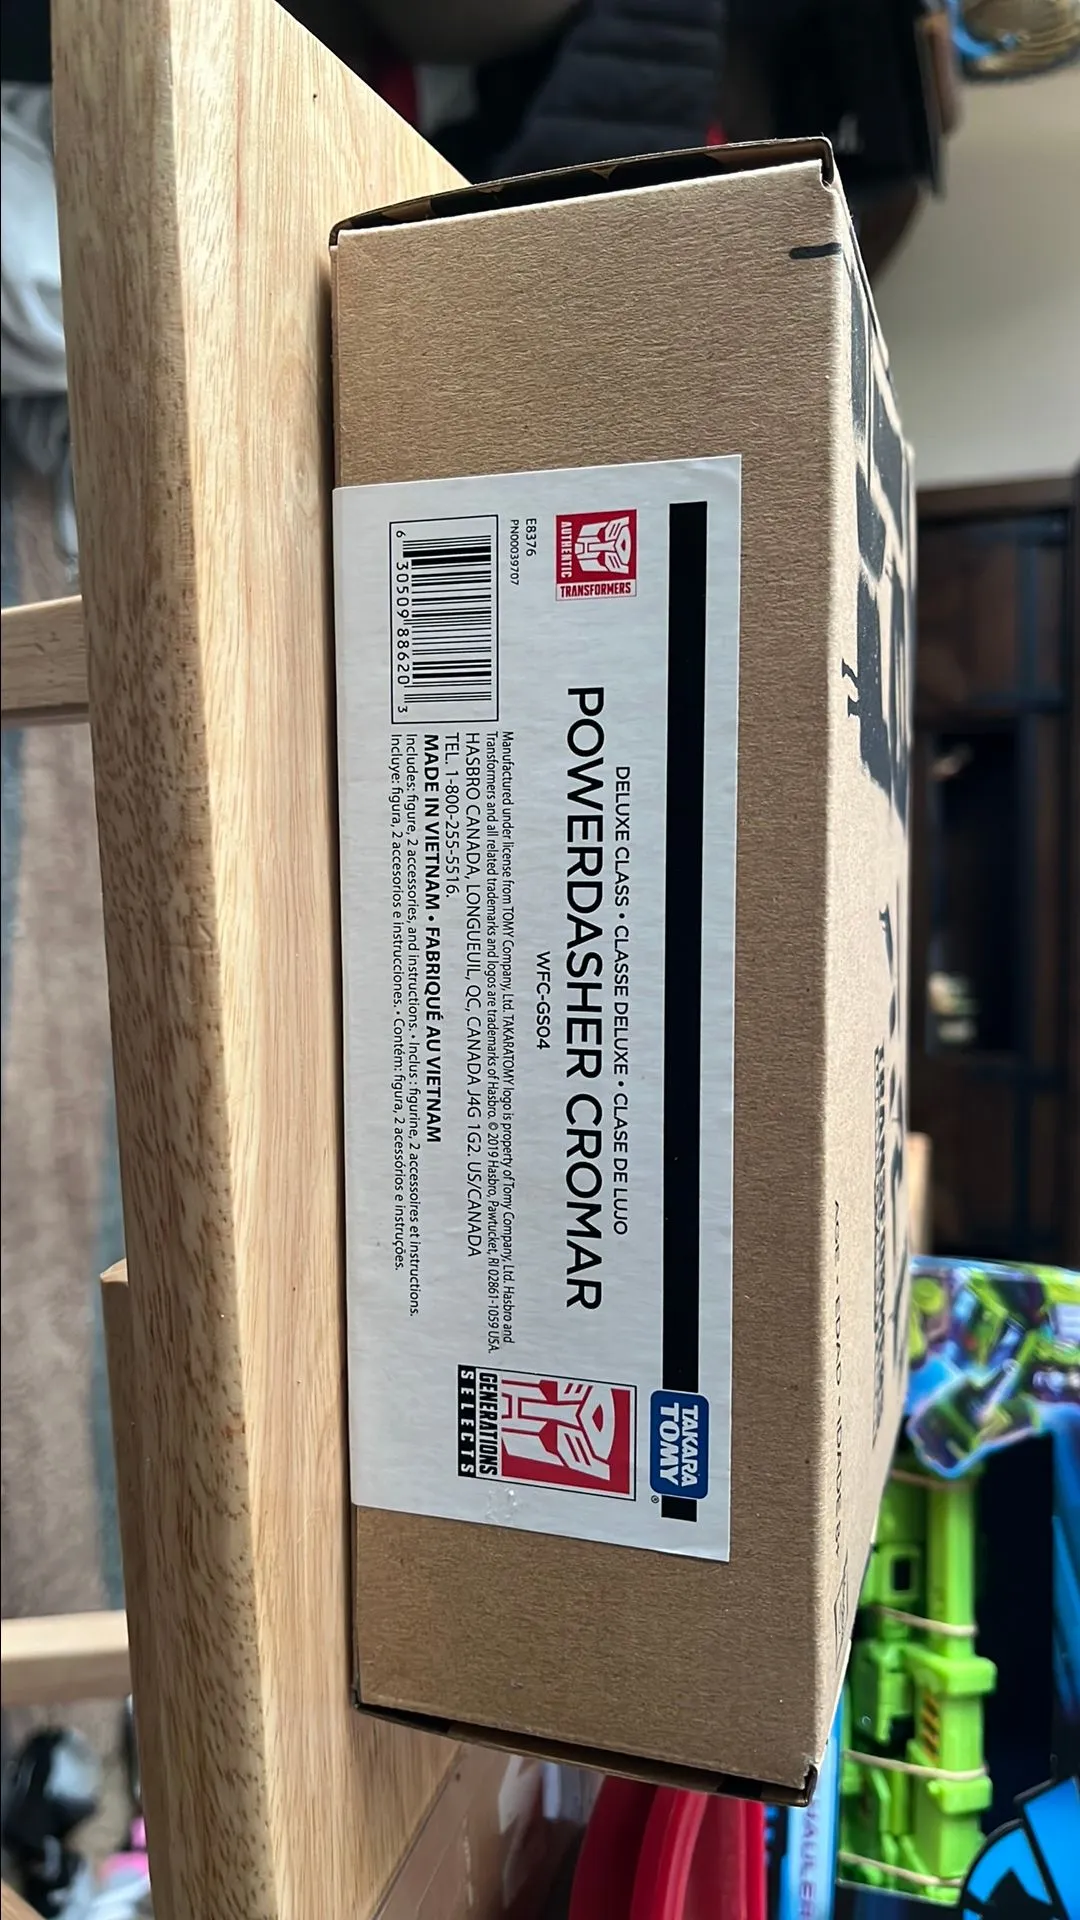 TAKARA
TOMY
®
DELUXE CLASS • CLASSE DELUXE • CLASE DE LUJO
POWERDASHER CROMAR
WFC-GS04
AUTHENTIC
TRANSFORMERS
E8376
PN00039707
6 30509 88620 3
Manufactured under license from TOMY Company, Ltd. TAKARATOMY logo is property of Tomy Company, Ltd. Hasbro and
Transformers and all related trademarks and logos are trademarks of Hasbro. © 2019 Hasbro, Pawtucket, RI 02861-1059 USA.
HASBRO CANADA, LONGUEUIL, QC, CANADA J4G 1G2. US/CANADA
TEL. 1-800-255-5516.
MADE IN VIETNAM • FABRIQUÉ AU VIETNAM
Includes: figure, 2 accessories, and instructions. • Inclus : figurine, 2 accessoires et instructions.
Incluye: figura, 2 accesorios e instrucciones. • Contém: figura, 2 acessórios e instruções.
GENERATIONS
SELECTS